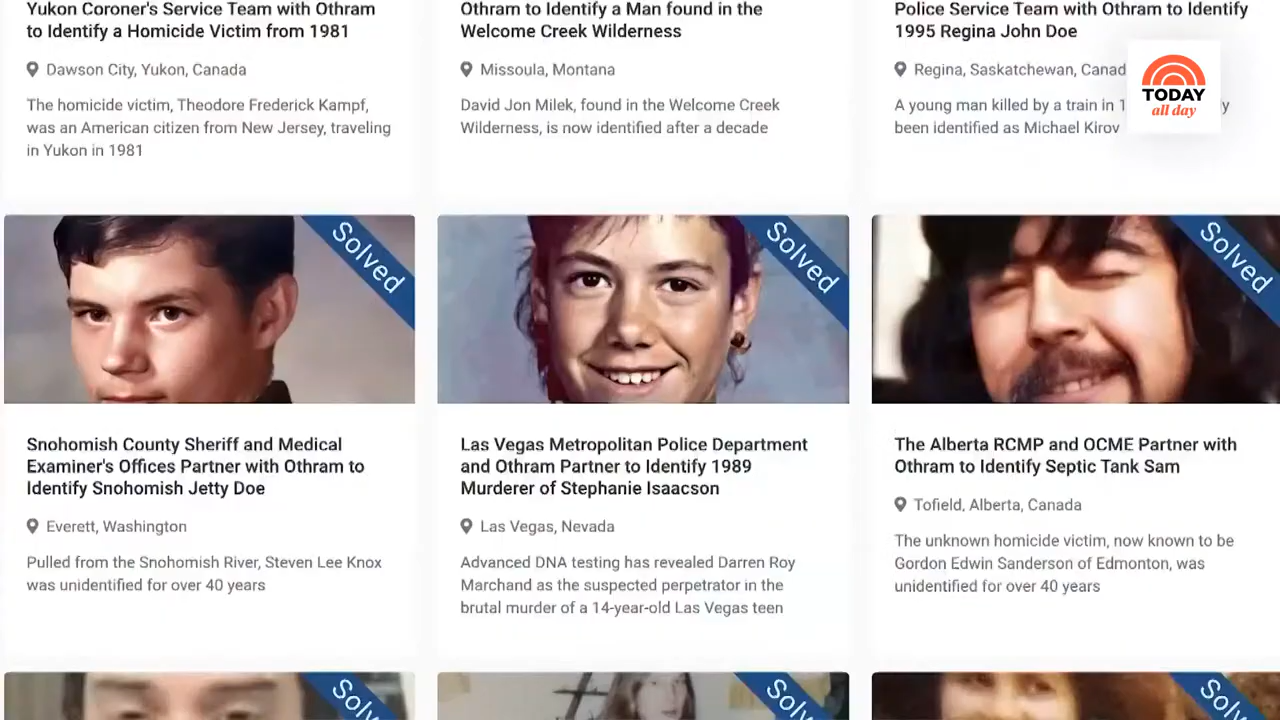 Yukon Coroner's Service Team with Othram
to Identify a Homicide Victim from 1981
Dawson City, Yukon, Canada
The homicide victim, Theodore Frederick Kampf,
was an American citizen from New Jersey, traveling
in Yukon in 1981
Othram to Identify a Man found in the
Welcome Creek Wilderness
Missoula, Montana
David Jon Milek, found in the Welcome Creek
Wilderness, is now identified after a decade
Police Service Team with Othram to Identify
1995 Regina John Doe
Regina, Saskatchewan, Canad
A young man killed by a train in 1
been identified as Michael Kirov
TODAY
all day
Solved
Snohomish County Sheriff and Medical
Examiner's Offices Partner with Othram to
Identify Snohomish Jetty Doe
Everett, Washington
Pulled from the Snohomish River, Steven Lee Knox
was unidentified for over 40 years
Solved
Las Vegas Metropolitan Police Department
and Othram Partner to Identify 1989
Murderer of Stephanie Isaacson
Las Vegas, Nevada
Advanced DNA testing has revealed Darren Roy
Marchand as the suspected perpetrator in the
brutal murder of a 14-year-old Las Vegas teen
Solved
The Alberta RCMP and OCME Partner with
Othram to Identify Septic Tank Sam
Tofield, Alberta, Canada
The unknown homicide victim, now known to be
Gordon Edwin Sanderson of Edmonton, was
unidentified for over 40 years
Solv
Solv
Solv